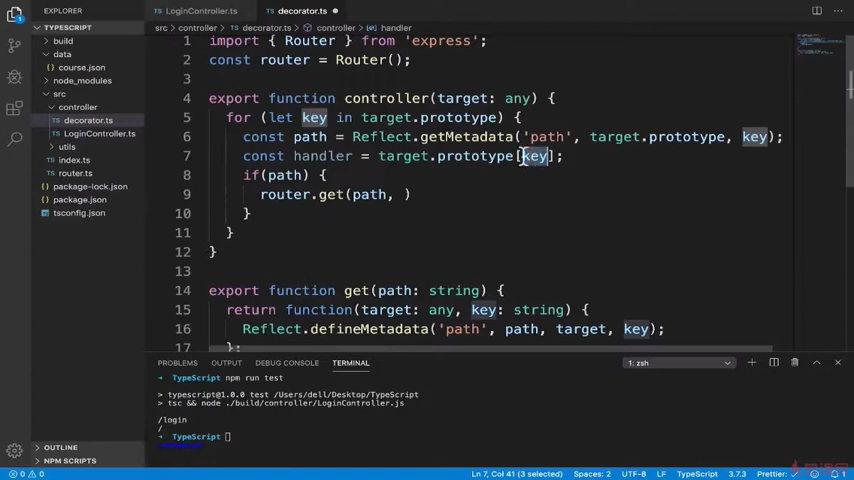 EXPLORER
LoginController.ts
decorator.ts
src > controller > decorator.ts > controller > handler
TYPESCRIPT
build
data
course.json
node_modules
src
controller
decorator.ts
LoginController.ts
utils
index.ts
router.ts
package-lock.json
package.json
tsconfig.json
OUTLINE
NPM SCRIPTS
1 import { Router } from 'express';
2 const router = Router();
3
4 export function controller(target: any) {
5 for (let key in target.prototype) {
6 const path = Reflect.getMetadata('path', target.prototype, key);
7 const handler = target.prototype[key];
8 if(path) {
9 router.get(path, )
10 }
11 }
12 }
13
14 export function get(path: string) {
15 return function(target: any, key: string) {
16 Reflect.defineMetadata('path', path, target, key);
17 };
PROBLEMS OUTPUT DEBUG CONSOLE TERMINAL 1: zsh
➜ TypeScript npm run test
> typescript@1.0.0 test /Users/dell/Desktop/TypeScript
> tsc && node ./build/controller/LoginController.js
/login
/
➜ TypeScript
0 0 Ln 7, Col 41 (3 selected) Spaces: 2 UTF-8 LF TypeScript 3.7.3 Prettier: ✓ 1